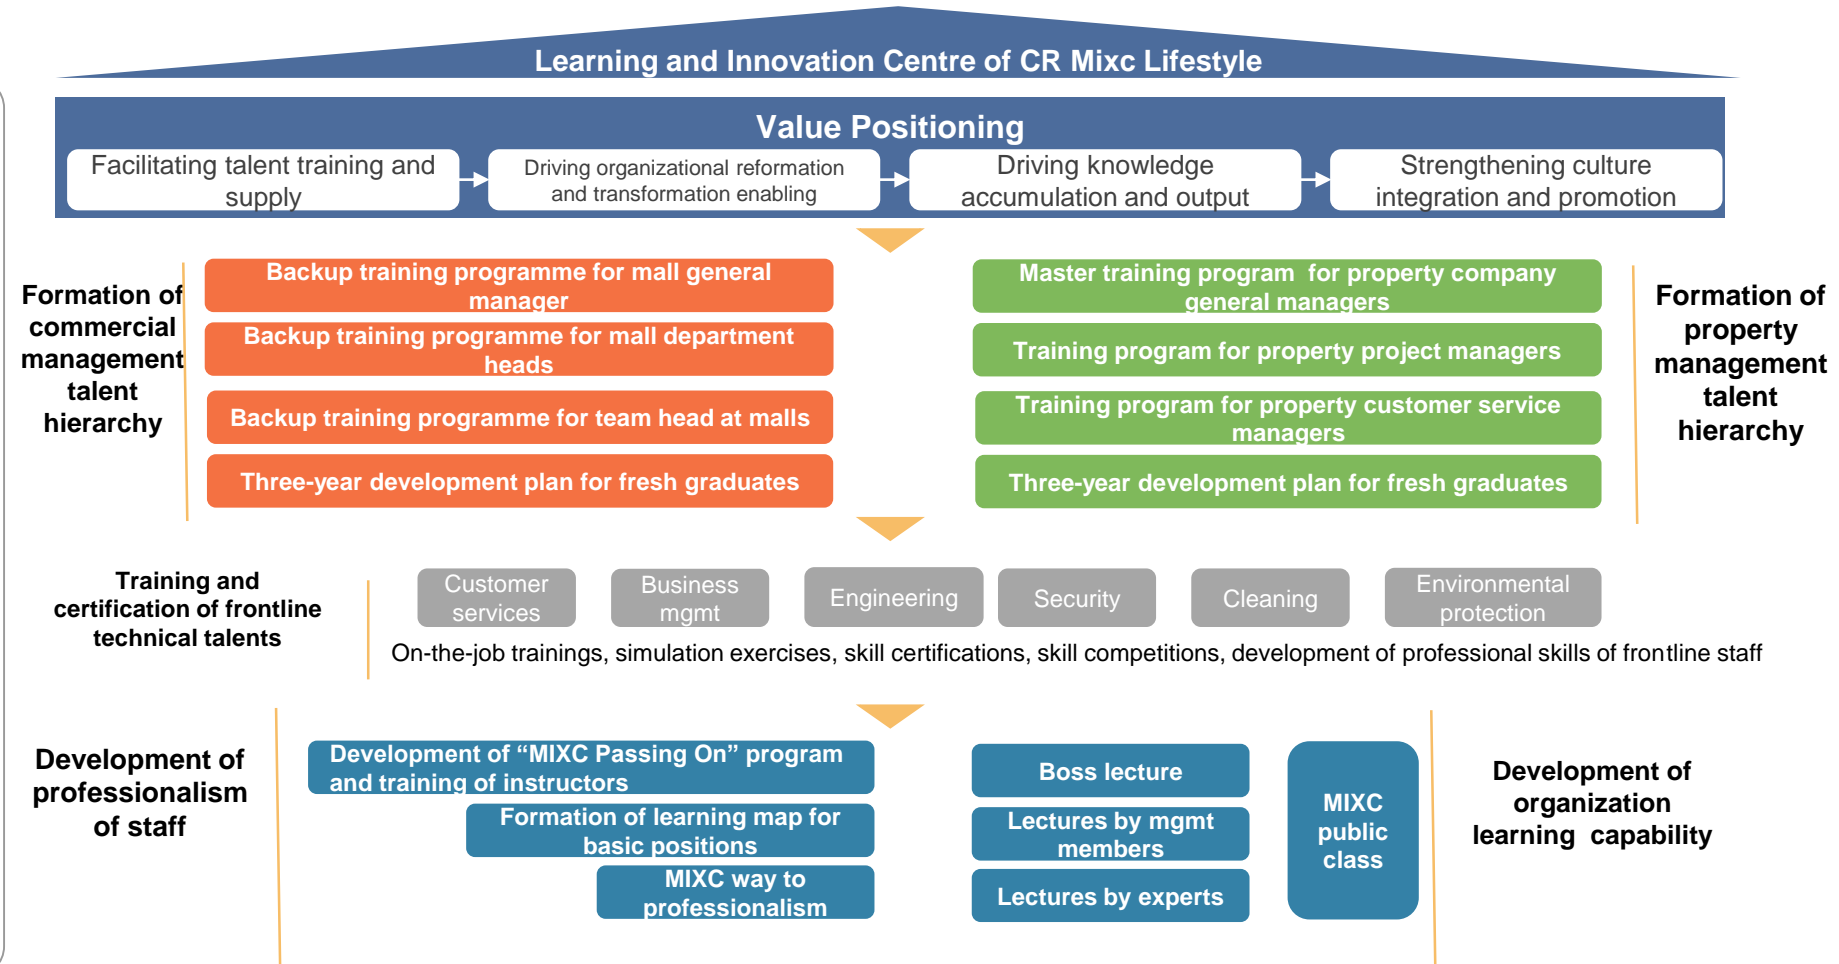 Learning and Innovation Centre of CR Mixc Lifestyle
Value Positioning
Facilitating talent training and
supply
Driving organizational reformation
and transformation enabling
Driving knowledge
accumulation and output
Strengthening culture
integration and promotion
Formation of
commercial
management
talent
hierarchy
Backup training programme for mall general
manager
Backup training programme for mall department
heads
Backup training programme for team head at malls
Three-year development plan for fresh graduates
Master training program  for property company
general managers
Training program for property project managers
Training program for property customer service
managers
Three-year development plan for fresh graduates
Formation of
property
management
talent
hierarchy
Training and
certification of frontline
technical talents
Customer
services
Business
mgmt
Engineering
Security
Cleaning
Environmental
protection
On-the-job trainings, simulation exercises, skill certifications, skill competitions, development of professional skills of frontline staff
Development of
professionalism
of staff
Development of “MIXC Passing On” program
and training of instructors
Formation of learning map for
basic positions
MIXC way to
professionalism
Boss lecture
Lectures by mgmt
members
Lectures by experts
MIXC
public
class
Development of
organization
learning  capability